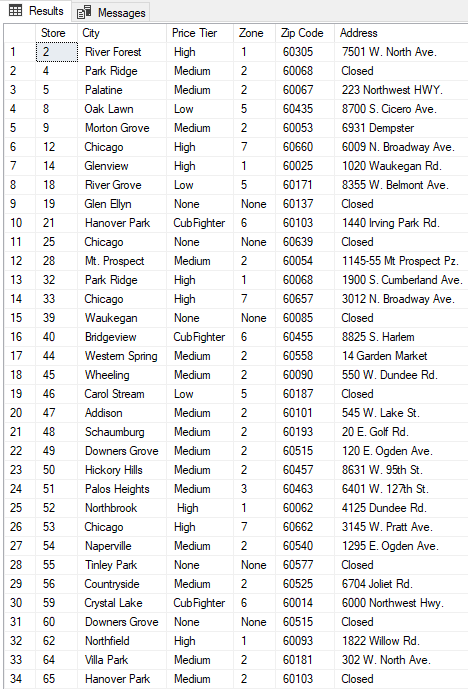 Results Messages
Store City Price Tier Zone Zip Code Address
1 2 River Forest High 1 60305 7501 W. North Ave.
2 4 Park Ridge Medium 2 60068 Closed
3 5 Palatine Medium 2 60067 223 Northwest HWY.
4 8 Oak Lawn Low 5 60435 8700 S. Cicero Ave.
5 9 Morton Grove Medium 2 60053 6931 Dempster
6 12 Chicago High 7 60660 6009 N. Broadway Ave.
7 14 Glenview High 1 60025 1020 Waukegan Rd.
8 18 River Grove Low 5 60171 8355 W. Belmont Ave.
9 19 Glen Ellyn None None 60137 Closed
10 21 Hanover Park CubFighter 6 60103 1440 Irving Park Rd.
11 25 Chicago None None 60639 Closed
12 28 Mt. Prospect Medium 2 60054 1145-55 Mt Prospect Pz.
13 32 Park Ridge High 1 60068 1900 S. Cumberland Ave.
14 33 Chicago High 7 60657 3012 N. Broadway Ave.
15 39 Waukegan None None 60085 Closed
16 40 Bridgeview CubFighter 6 60455 8825 S. Harlem
17 44 Western Spring Medium 2 60558 14 Garden Market
18 45 Wheeling Medium 2 60090 550 W. Dundee Rd.
19 46 Carol Stream Low 5 60187 Closed
20 47 Addison Medium 2 60101 545 W. Lake St.
21 48 Schaumburg Medium 2 60193 20 E. Golf Rd.
22 49 Downers Grove Medium 2 60515 120 E. Ogden Ave.
23 50 Hickory Hills Medium 2 60457 8631 W. 95th St.
24 51 Palos Heights Medium 3 60463 6401 W. 127th St.
25 52 Northbrook High 1 60062 4125 Dundee Rd.
26 53 Chicago High 7 60662 3145 W. Pratt Ave.
27 54 Naperville Medium 2 60540 1295 E. Ogden Ave.
28 55 Tinley Park None None 60577 Closed
29 56 Countryside Medium 2 60525 6704 Joliet Rd.
30 59 Crystal Lake CubFighter 6 60014 6000 Northwest Hwy.
31 60 Downers Grove None None 60515 Closed
32 62 Northfield High 1 60093 1822 Willow Rd.
33 64 Villa Park Medium 2 60181 302 W. North Ave.
34 65 Hanover Park Medium 2 60103 Closed